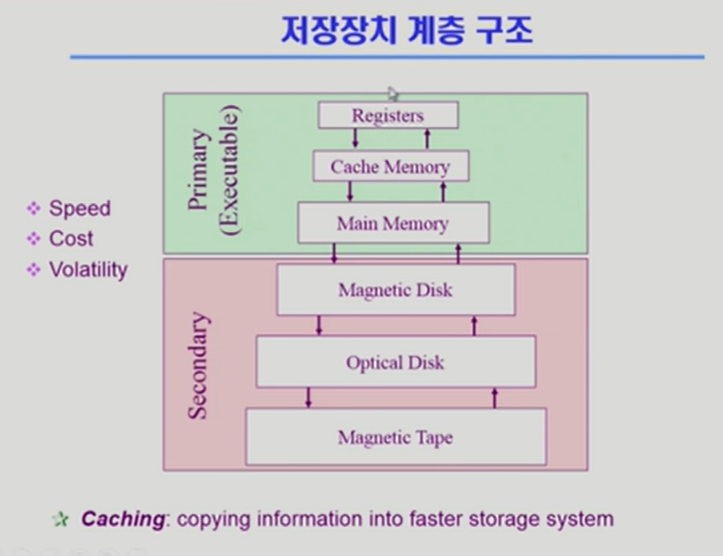 저장장치 계층 구조
Primary
(Executable)
Registers
Cache Memory
Main Memory
❖ Speed
❖ Cost
❖ Volatility
Secondary
Magnetic Disk
Optical Disk
Magnetic Tape
Caching: copying information into faster storage system